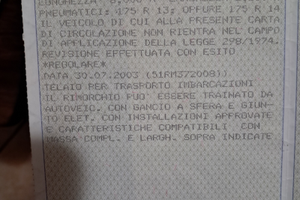 PNEUMATICI: 175 R 13; OPPURE 175 R 14
IL VEICOLO DI CUI ALLA PRESENTE CARTA
DI CIRCOLAZIONE NON RIENTRA NEL CAMPO
DI APPLICAZIONE DELLA LEGGE 298/1974.
REVISIONE EFFETTUATA CON ESITO
*REGOLARE*
DATA 30.07.2003 (51RM372008)
TELAIO PER TRASPORTO IMBARCAZIONI
IL RIMORCHIO PUO' ESSERE TRAINATO DA
AUTOVEIC. CON GANCIO A SFERA E GIUN-
TO ELET. CON INSTALLAZIONI APPROVATE
E CARATTERISTICHE COMPATIBILI CON
MASSA COMPL. E LARGH. SOPRA INDICATE.